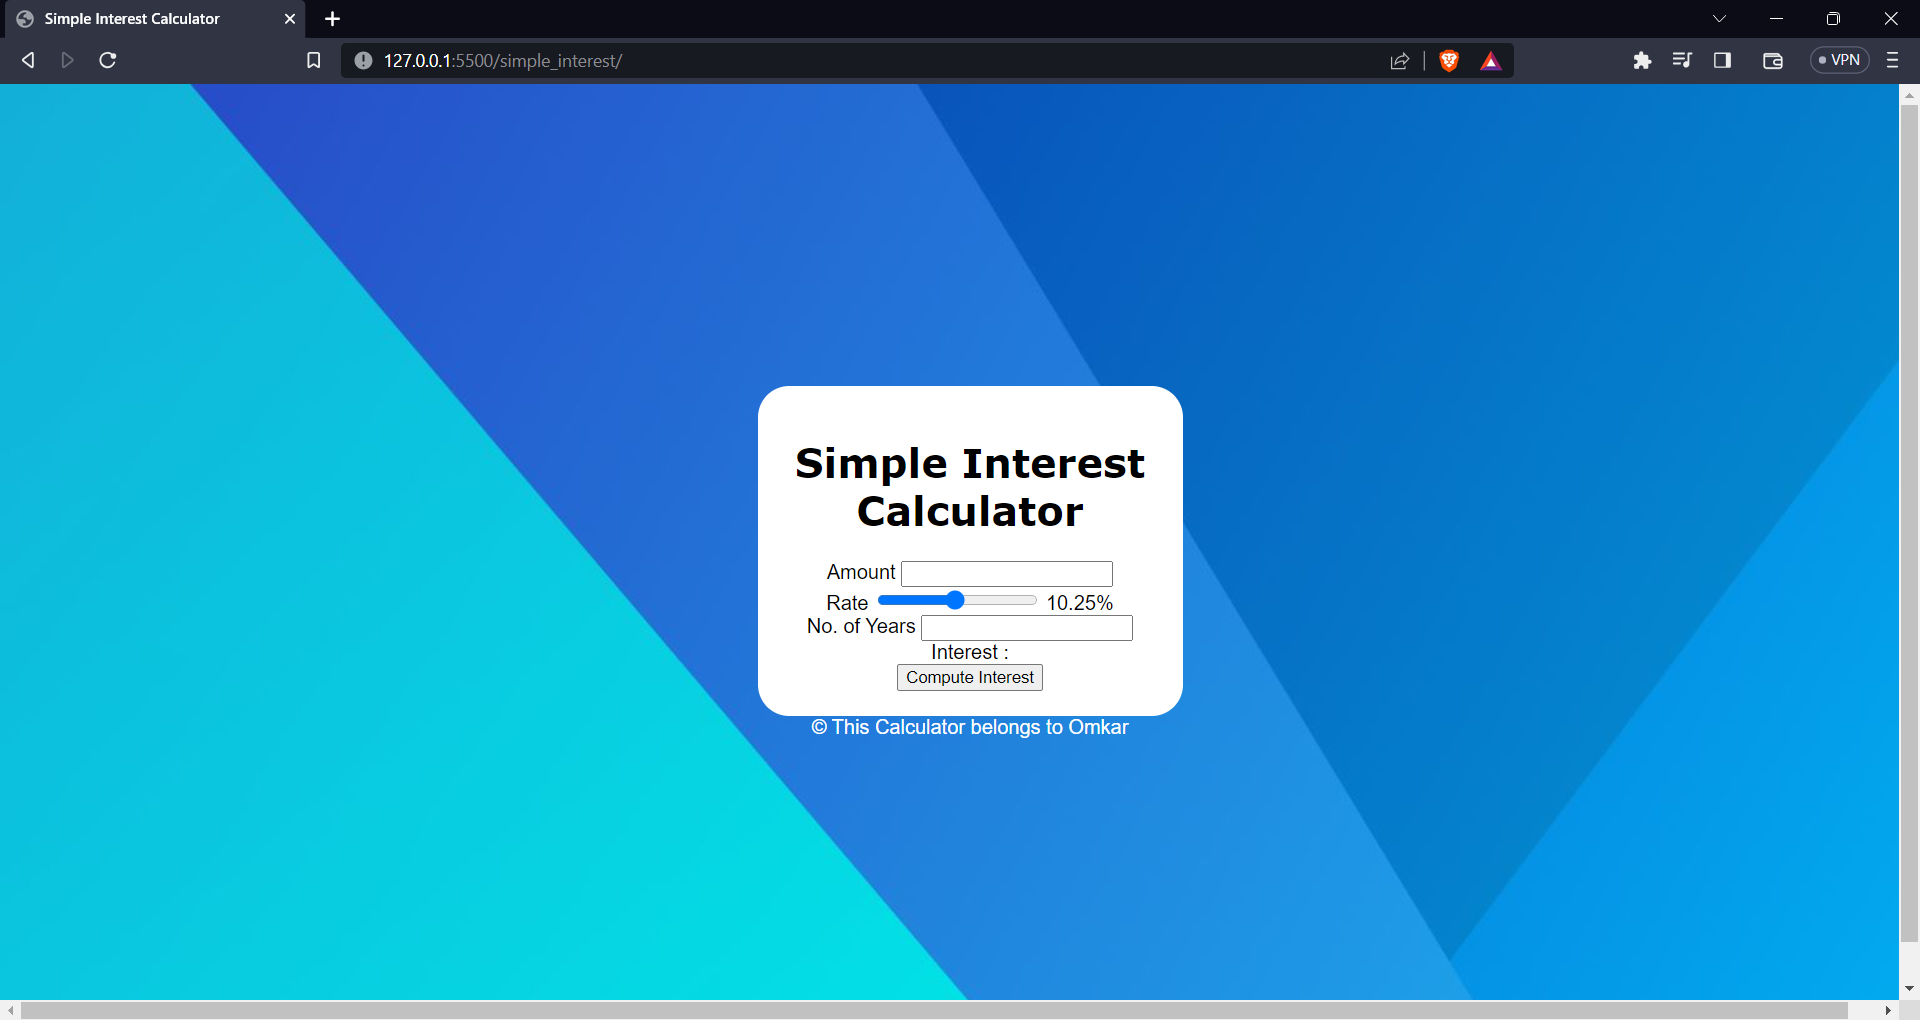 Simple Interest Calculator
127.0.0.1:5500/simple_interest/
VPN
Simple Interest
Calculator
Amount
Rate 10.25%
No. of Years
Interest :
Compute Interest
© This Calculator belongs to Omkar